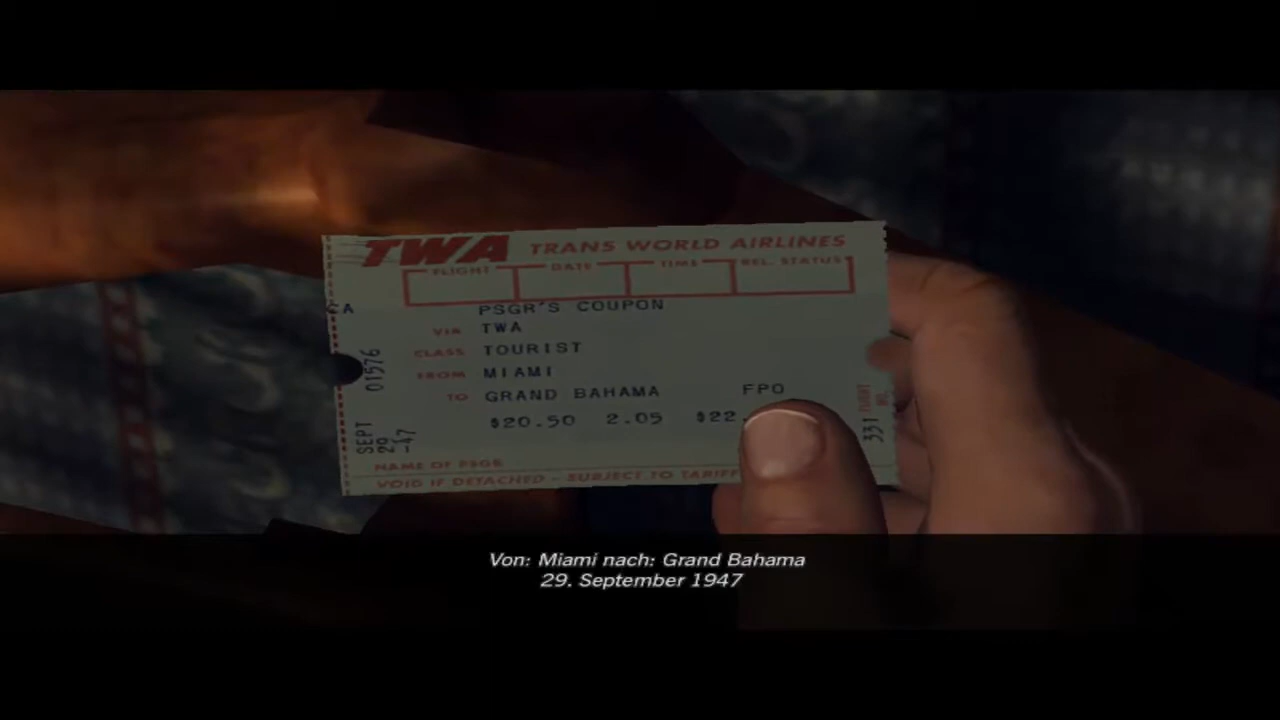 TWA TRANS WORLD AIRLINES
FLIGHT DATE TIME REL. STATUS
PSGR'S COUPON
VIA TWA
CLASS TOURIST
FROM MIAMI
TO GRAND BAHAMA FPO
$20.50 2.05 $22.
NAME OF PSGR
VOID IF DETACHED - SUBJECT TO TARIFF
01576
SEPT
29
-47
331
Von: Miami nach: Grand Bahama
29. September 1947